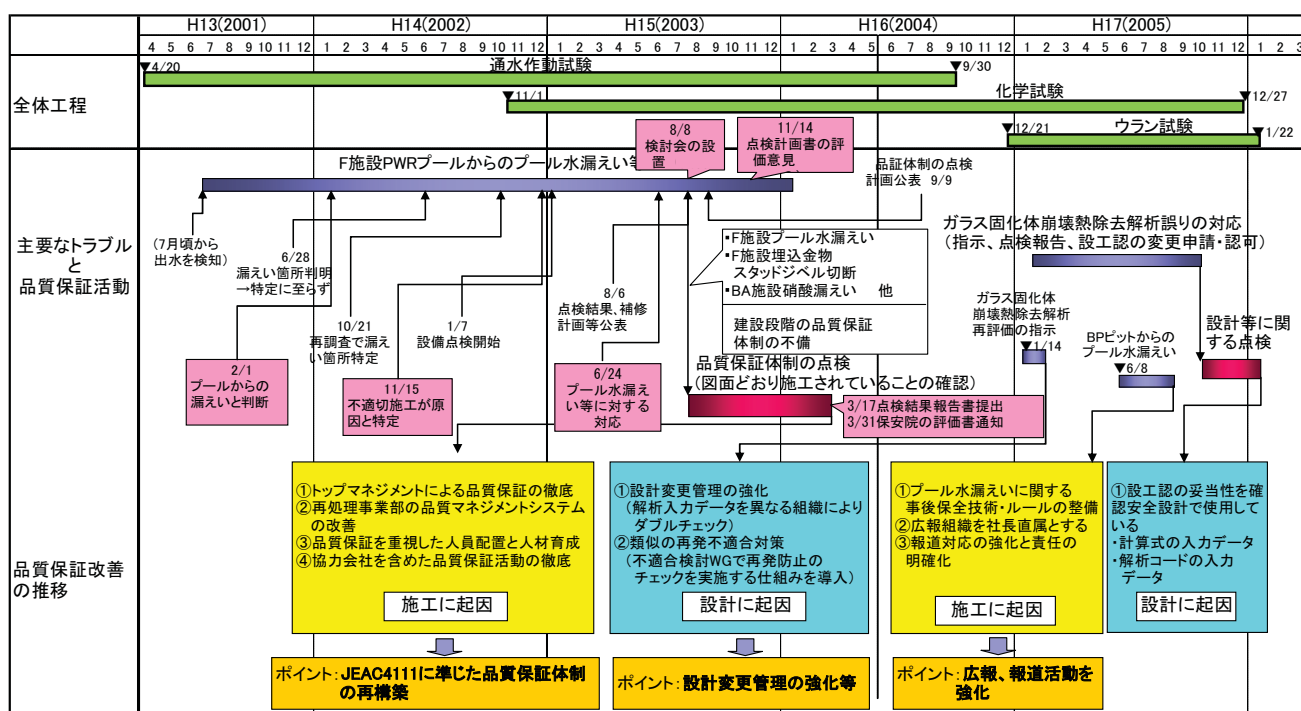 H13(2001) H14(2002) H15(2003) H16(2004) H17(2005)
4 5 6 7 8 9 10 11 12 1 2 3 4 5 6 7 8 9 10 11 12 1 2 3 4 5 6 7 8 9 10 11 12 1 2 3 4 5 6 7 8 9 10 11 12 1 2 3 4 5 6 7 8 9 10 11 12 1 2 3
全体工程
▼4/20
通水作動試験
▼9/30
▼11/1
化学試験
▼12/27
▼12/21
ウラン試験
▼1/22
主要なトラブル
と
品質保証活動
F施設PWRプールからのプール水漏えい等
8/8
検討会の設
置
11/14
点検計画書の評
価意見
品証体制の点検
計画公表 9/9
(7月頃から
出水を検知)
6/28
漏えい箇所判明
→特定に至らず
10/21
再調査で漏え
い箇所特定
1/7
設備点検開始
8/6
点検結果、補修
計画等公表
・F施設プール水漏えい
・F施設埋込金物
スタッドジベル切断
・BA施設硝酸漏えい 他
建設段階の品質保証
体制の不備
2/1
プールからの
漏えいと判断
11/15
不適切施工が原
因と特定
6/24
プール水漏え
い等に対する
対応
品質保証体制の点検
(図面どおり施工されていることの確認)
3/17点検結果報告書提出
3/31保安院の評価書通知
ガラス固化体崩壊熱除去解析誤りの対応
(指示、点検報告、設工認の変更申請・認可)
ガラス固化体
崩壊熱除去解析
再評価の指示
▼1/14
BPピットからの
プール水漏えい
▼6/8
設計等に関
する点検
品質保証改善
の推移
①トップマネジメントによる品質保証の徹底
②再処理事業部の品質マネジメントシステム
の改善
③品質保証を重視した人員配置と人材育成
④協力会社を含めた品質保証活動の徹底
施工に起因
①設計変更管理の強化
(解析入力データを異なる組織により
ダブルチェック)
②類似の再発不適合対策
(不適合検討WGで再発防止の
チェックを実施する仕組みを導入)
設計に起因
①プール水漏えいに関する
事後保全技術・ルールの整備
②広報組織を社長直属とする
③報道対応の強化と責任の
明確化
施工に起因
①設工認の妥当性を確
認安全設計で使用して
いる
・計算式の入力データ
・解析コードの入力
データ
設計に起因
ポイント:JEAC4111に準じた品質保証体制
の再構築
ポイント:設計変更管理の強化等
ポイント:広報、報道活動を
強化